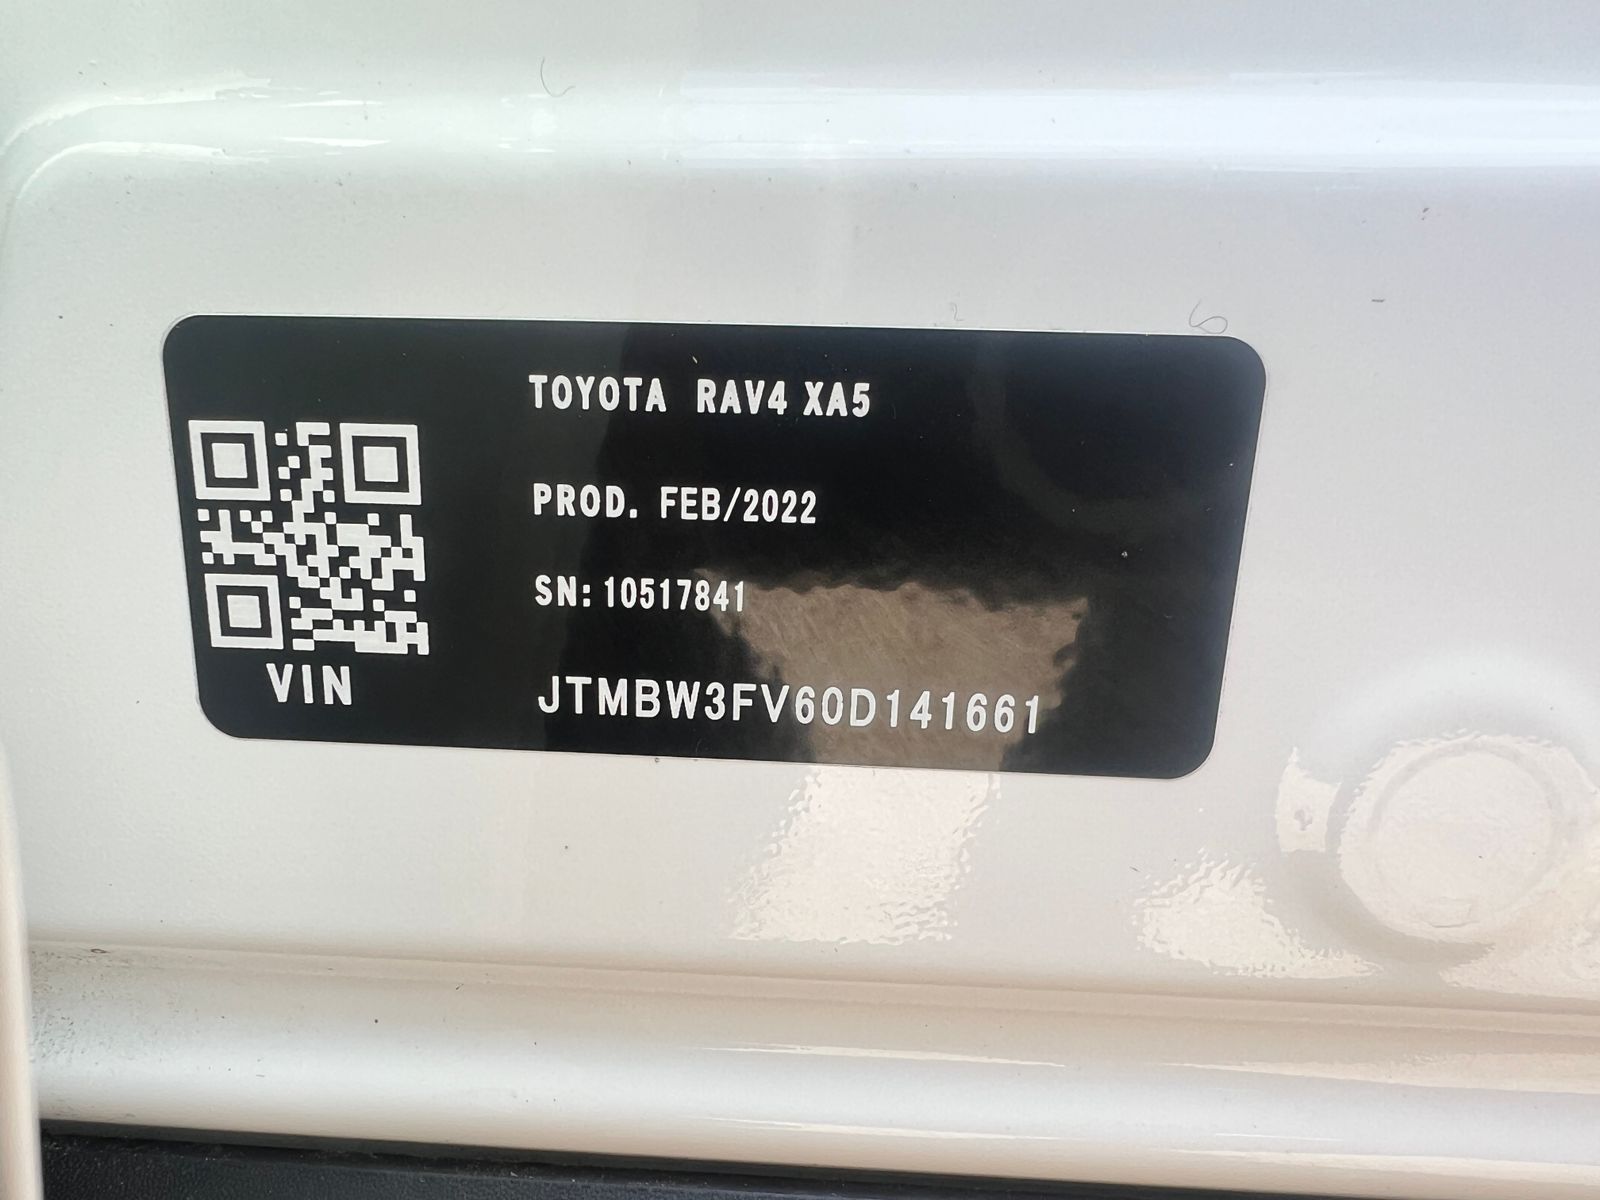 TOYOTA RAV4 XA5
PROD. FEB/2022
SN: 10517841
VIN
JTMBW3FV60D141661